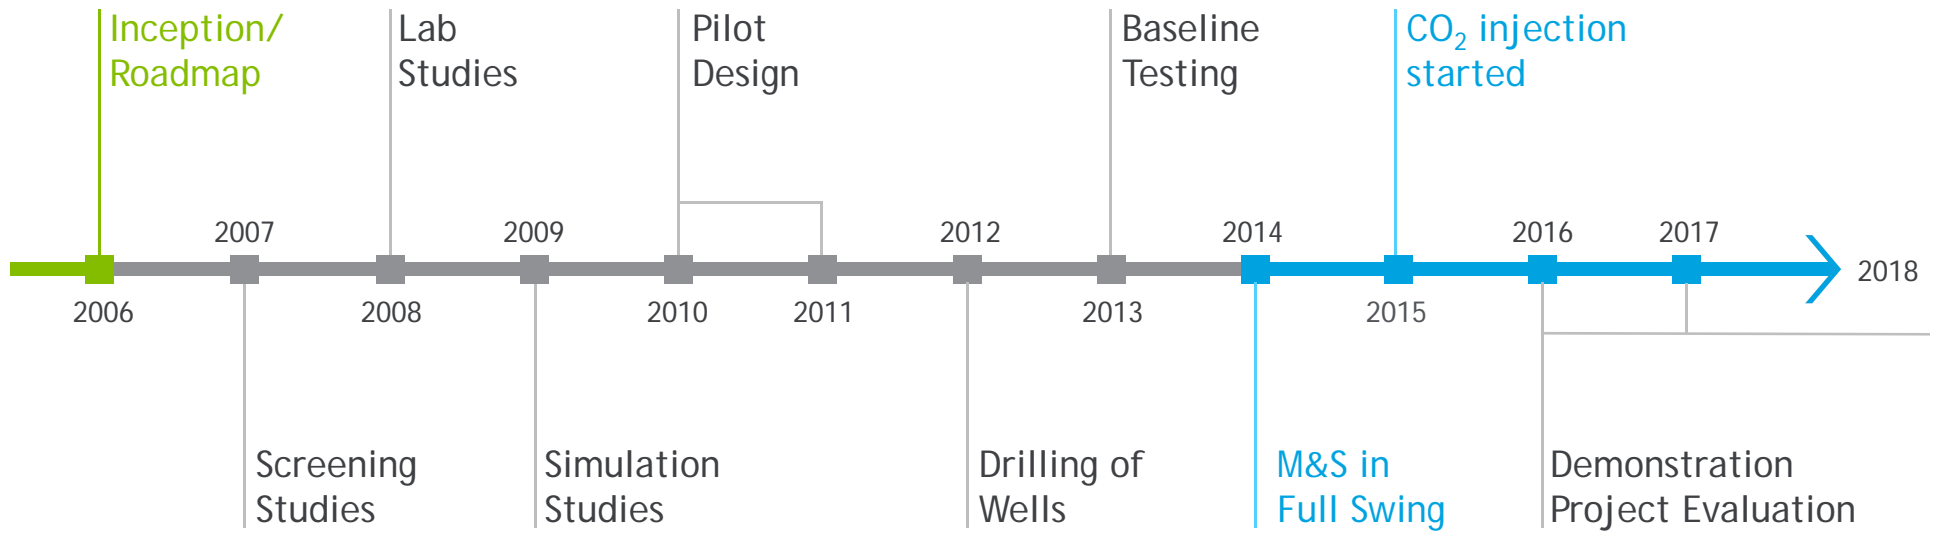 Inception/
Roadmap
Lab
Studies
Pilot
Design
Baseline
Testing
CO₂ injection
started
2007
2009
2012
2014
2016
2017
2018
2006
2008
2010
2011
2013
2015
Screening
Studies
Simulation
Studies
Drilling of
Wells
M&S in
Full Swing
Demonstration
Project Evaluation